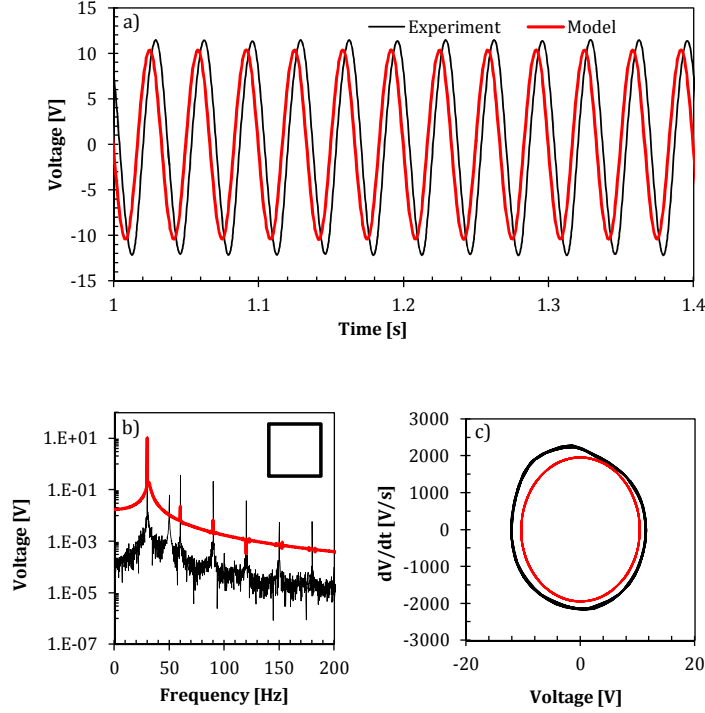 a)
Experiment
Model
15
10
5
0
-5
-10
-15
Voltage [V]
1
1.1
1.2
1.3
1.4
Time [s]
b)
1.E+01
1.E-01
1.E-03
1.E-05
1.E-07
Voltage [V]
0
50
100
150
200
Frequency [Hz]
c)
3000
2000
1000
0
-1000
-2000
-3000
dV/dt [V/s]
-20
0
20
Voltage [V]